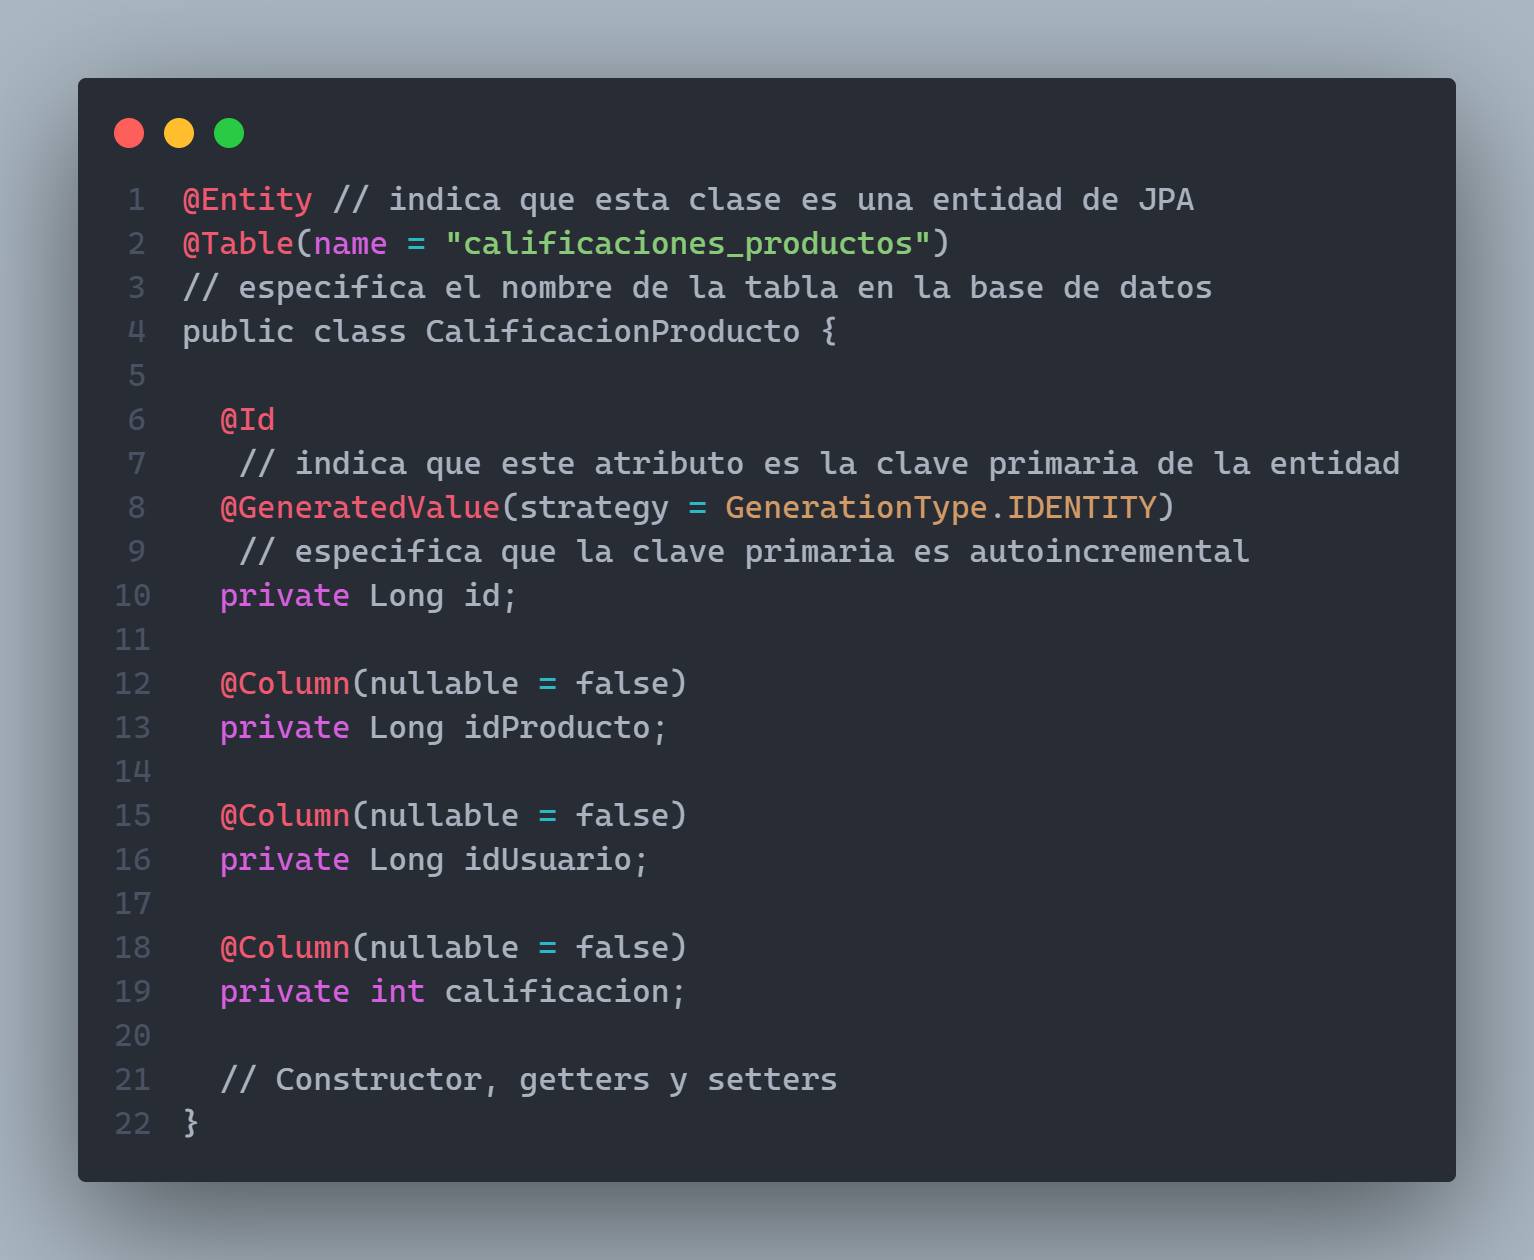 1 @Entity // indica que esta clase es una entidad de JPA
2 @Table(name = "calificaciones_productos")
3 // especifica el nombre de la tabla en la base de datos
4 public class CalificacionProducto {
5
6   @Id
7    // indica que este atributo es la clave primaria de la entidad
8   @GeneratedValue(strategy = GenerationType.IDENTITY)
9    // especifica que la clave primaria es autoincremental
10   private Long id;
11
12   @Column(nullable = false)
13   private Long idProducto;
14
15   @Column(nullable = false)
16   private Long idUsuario;
17
18   @Column(nullable = false)
19   private int calificacion;
20
21   // Constructor, getters y setters
22 }